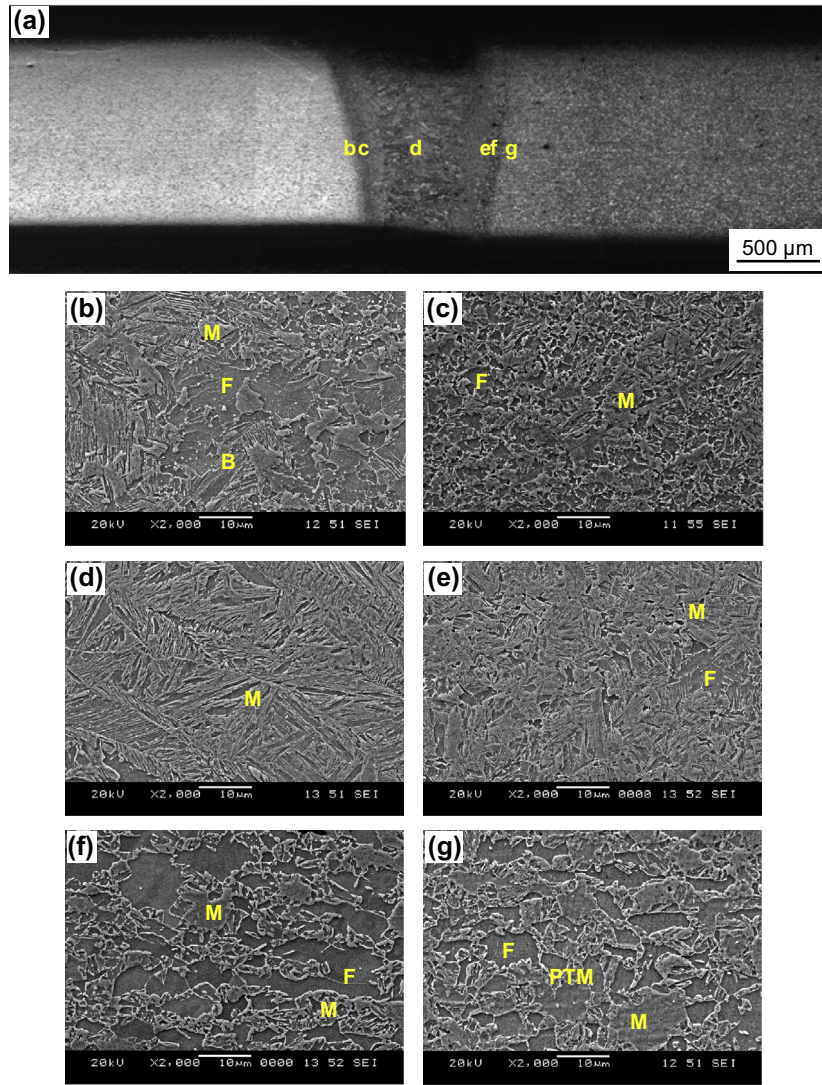 (a)
b c d e f g
500 µm
(b)
M
F
B
20kV X2,000 10µm 12 51 SEI
(c)
F
M
20kV X2,000 10µm 11 55 SEI
(d)
M
20kV X2,000 10µm 13 51 SEI
(e)
M
F
20kV X2,000 10µm 0000 13 52 SEI
(f)
M
F
M
20kV X2,000 10µm 0000 13 52 SEI
(g)
F
PTM
M
20kV X2,000 10µm 12 51 SEI